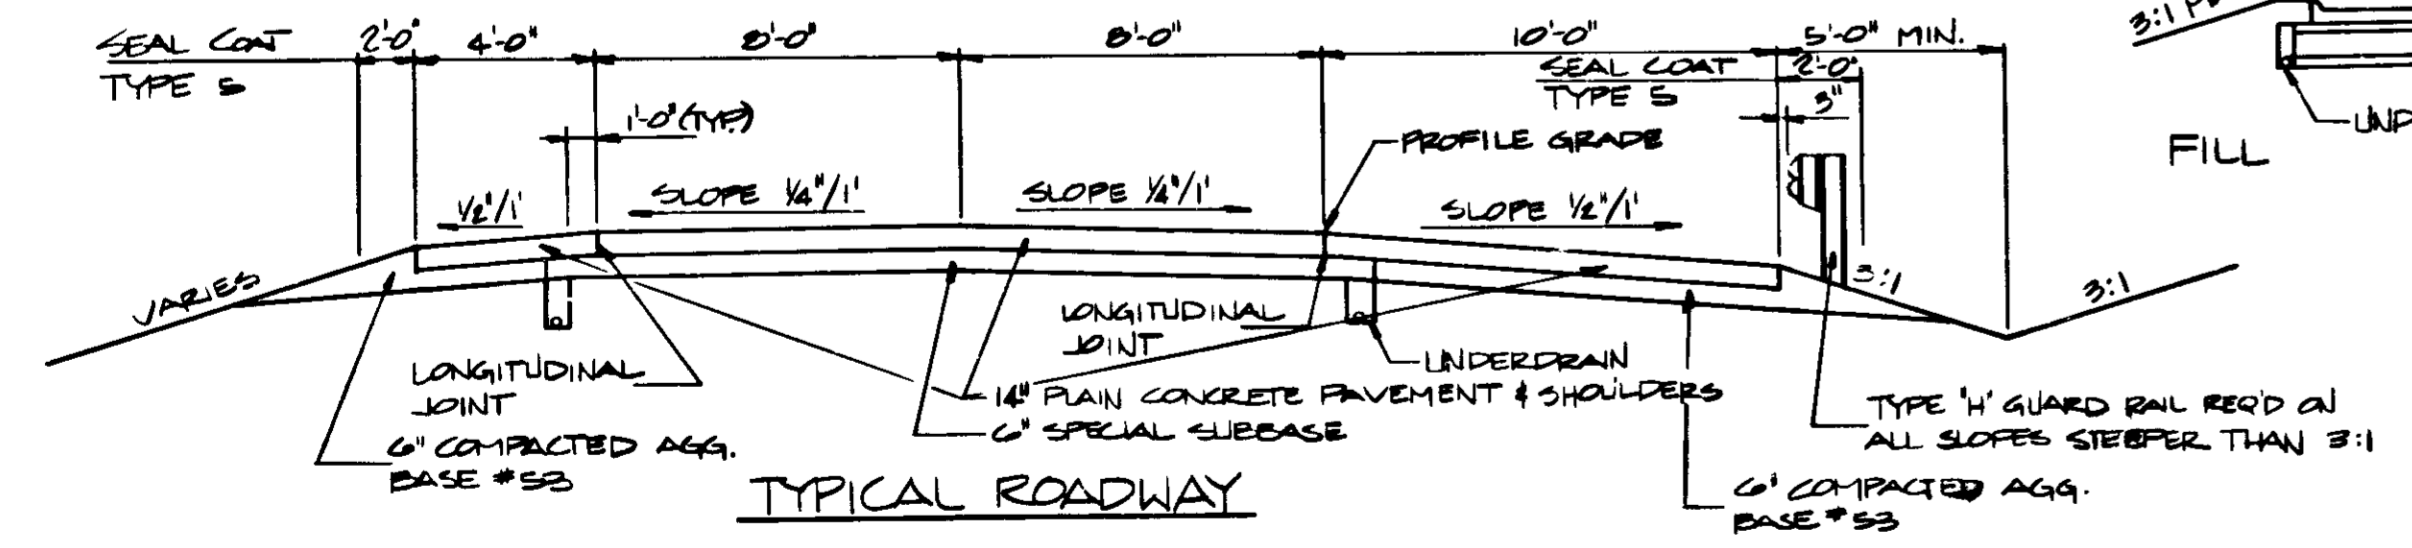 SEAL COAT
TYPE 5
2'-0"
4'-0"
8'-0"
8'-0"
10'-0"
5'-0" MIN.
SEAL COAT
TYPE 5
2'-0"
3"
1'-0" (TYP.)
PROFILE GRADE
3:1
UND
FILL
1/2"/1'
SLOPE 1/4"/1'
SLOPE 1/4"/1'
SLOPE 1/2"/1'
VARIES
3:1
3:1
LONGITUDINAL
JOINT
LONGITUDINAL
JOINT
UNDERDRAIN
14" PLAIN CONCRETE PAVEMENT & SHOULDERS
6" SPECIAL SUBBASE
6" COMPACTED AGG.
BASE #53
TYPE 'H' GUARD RAIL REQ'D ON
ALL SLOPES STEEPER THAN 3:1
6" COMPACTED AGG.
BASE #53
TYPICAL ROADWAY